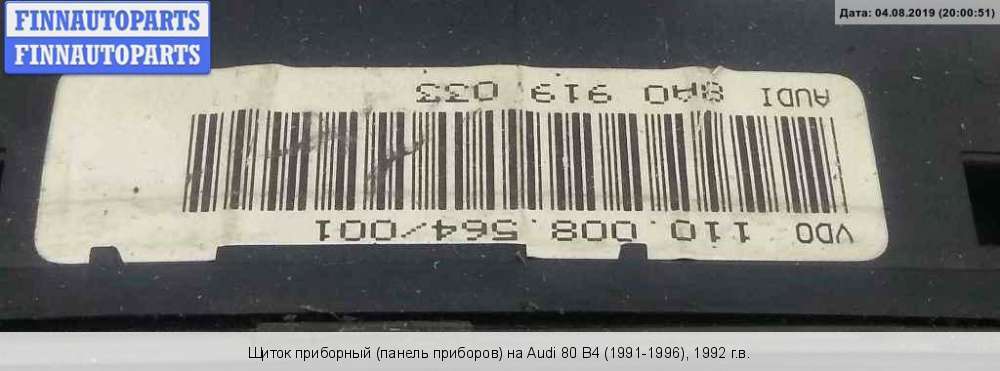 FINNAUTOPARTS
FINNAUTOPARTS
Дата: 04.08.2019 (20:00:51)
VDO 110.008.564/001
AUDI 8A0 919 033
Щиток приборный (панель приборов) на Audi 80 B4 (1991-1996), 1992 г.в.